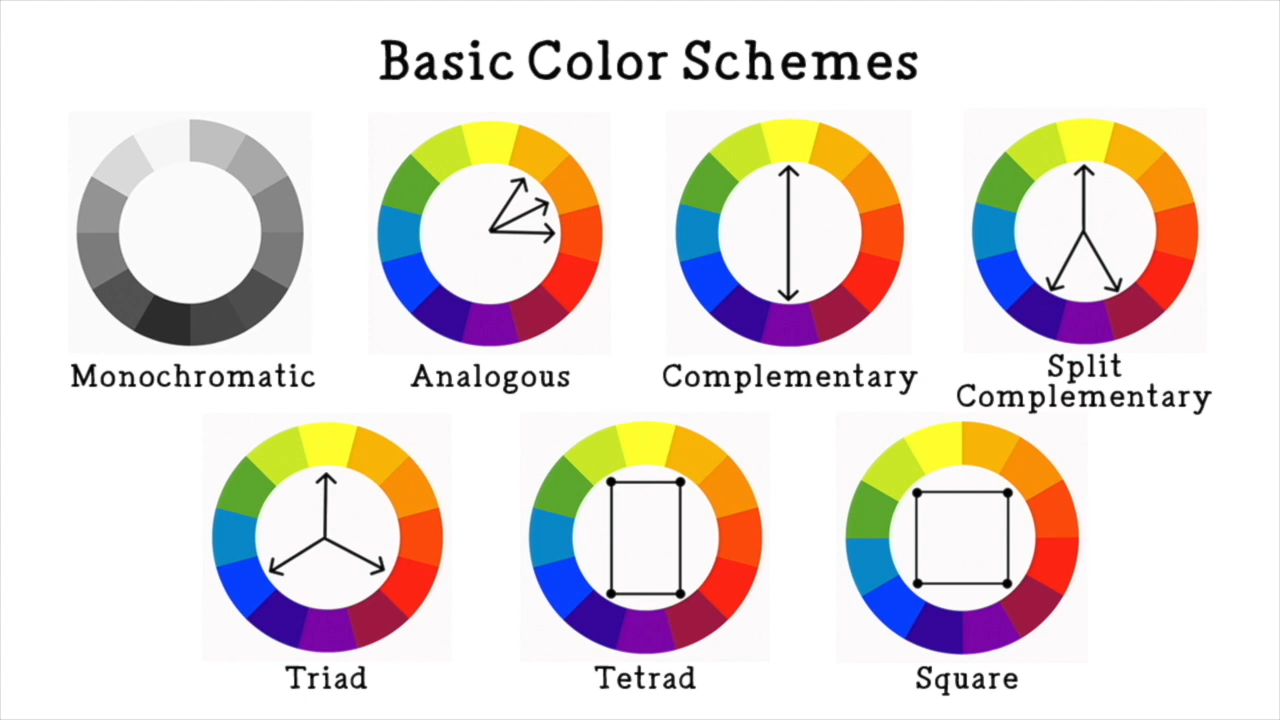 Basic Color Schemes
Monochromatic
Analogous
Complementary
Split
Complementary
Triad
Tetrad
Square